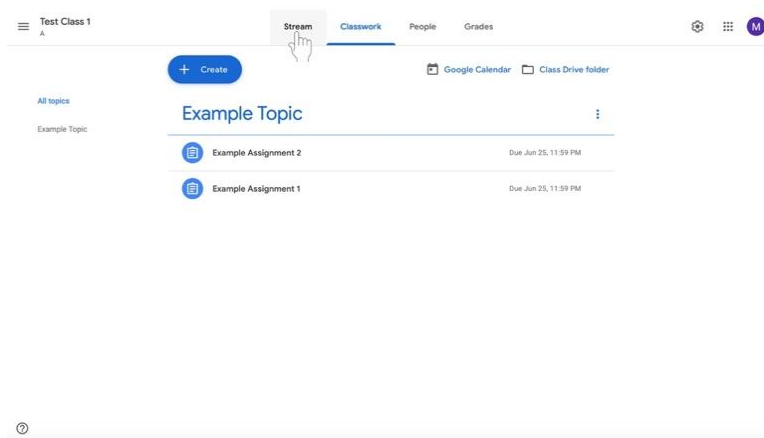 Test Class 1
A
Stream Classwork People Grades
M
Create
Google Calendar Class Drive folder
All topics
Example Topic
Example Topic
Example Assignment 2 Due Jun 25, 11:59 PM
Example Assignment 1 Due Jun 25, 11:59 PM